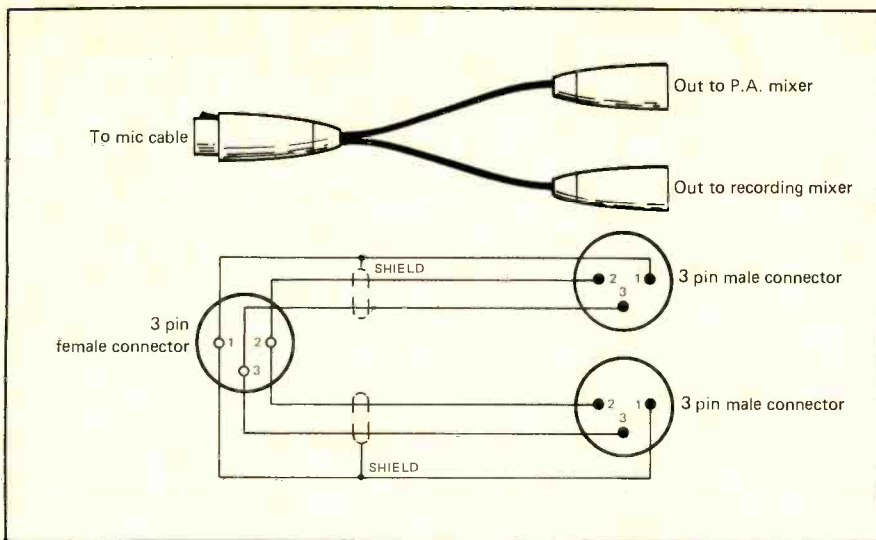 To mic cable
Out to P.A. mixer
Out to recording mixer
SHIELD
3 pin
female connector
1
2
3
2
1
3
3 pin male connector
2
1
3
3 pin male connector
SHIELD